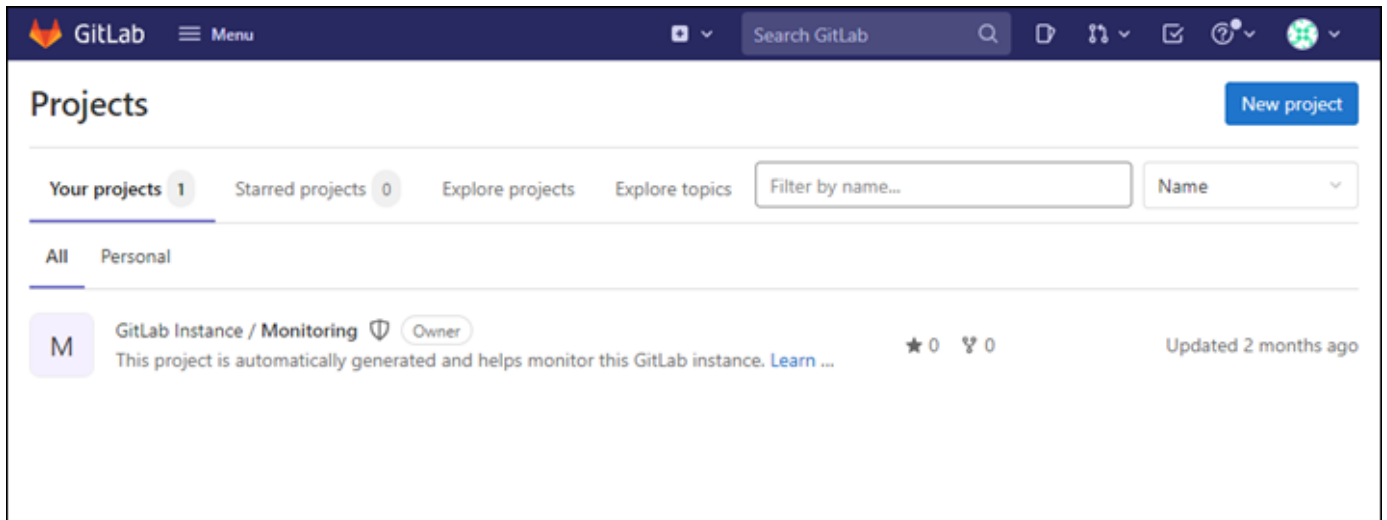 GitLab Menu Search GitLab
Projects New project
Your projects 1 Starred projects 0 Explore projects Explore topics Filter by name... Name
All Personal
M
GitLab Instance / Monitoring Owner
This project is automatically generated and helps monitor this GitLab instance. Learn ...
0 0 Updated 2 months ago